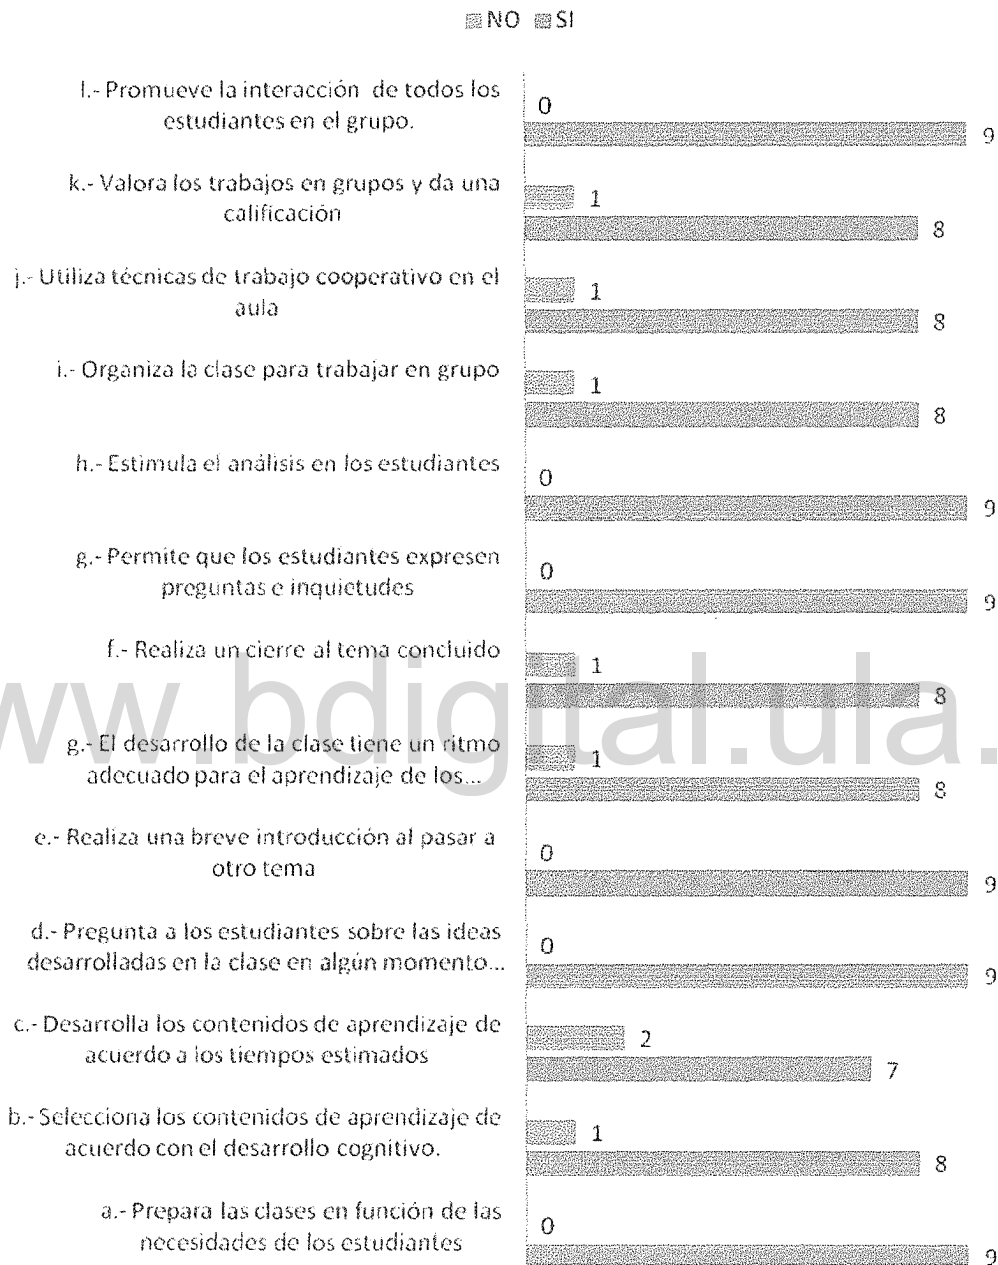 NO SI
l.- Promueve la interacción de todos los
estudiantes en el grupo.
0
9
k.- Valora los trabajos en grupos y da una
calificación
1
8
j.- Utiliza técnicas de trabajo cooperativo en el
aula
1
8
i.- Organiza la clase para trabajar en grupo
1
8
h.- Estimula el análisis en los estudiantes
0
9
g.- Permite que los estudiantes expresen
preguntas e inquietudes
0
9
f.- Realiza un cierre al tema concluido
1
8
g.- El desarrollo de la clase tiene un ritmo
adecuado para el aprendizaje de los...
1
8
e.- Realiza una breve introducción al pasar a
otro tema
0
9
d.- Pregunta a los estudiantes sobre las ideas
desarrolladas en la clase en algún momento...
0
9
c.- Desarrolla los contenidos de aprendizaje de
acuerdo a los tiempos estimados
2
7
b.- Selecciona los contenidos de aprendizaje de
acuerdo con el desarrollo cognitivo.
1
8
a.- Prepara las clases en función de las
necesidades de los estudiantes
0
9
ww.bdigital.ula.